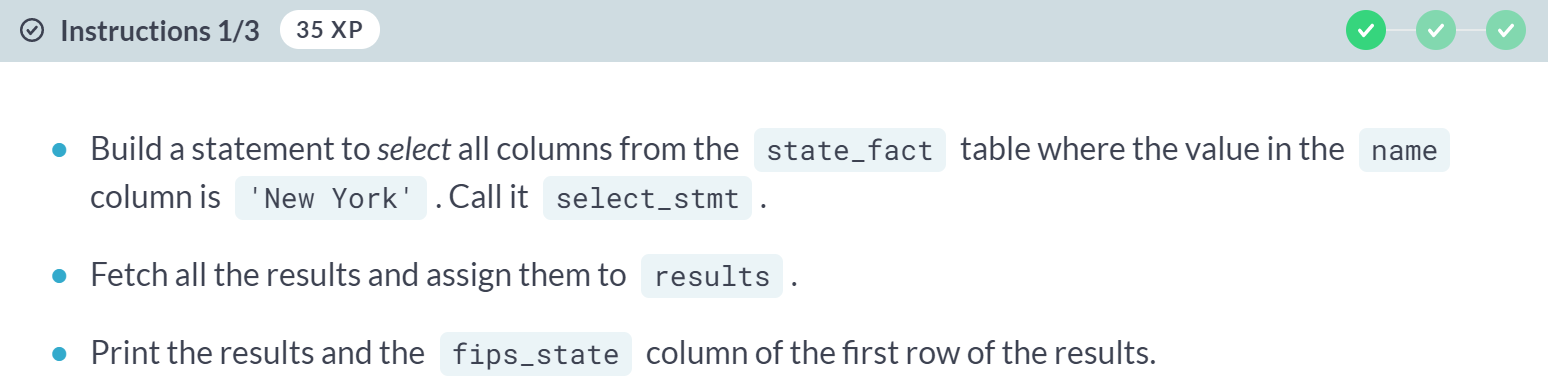 Instructions 1/3 35 XP
Build a statement to select all columns from the state_fact table where the value in the name
column is 'New York' . Call it select_stmt .
Fetch all the results and assign them to results .
Print the results and the fips_state column of the first row of the results.